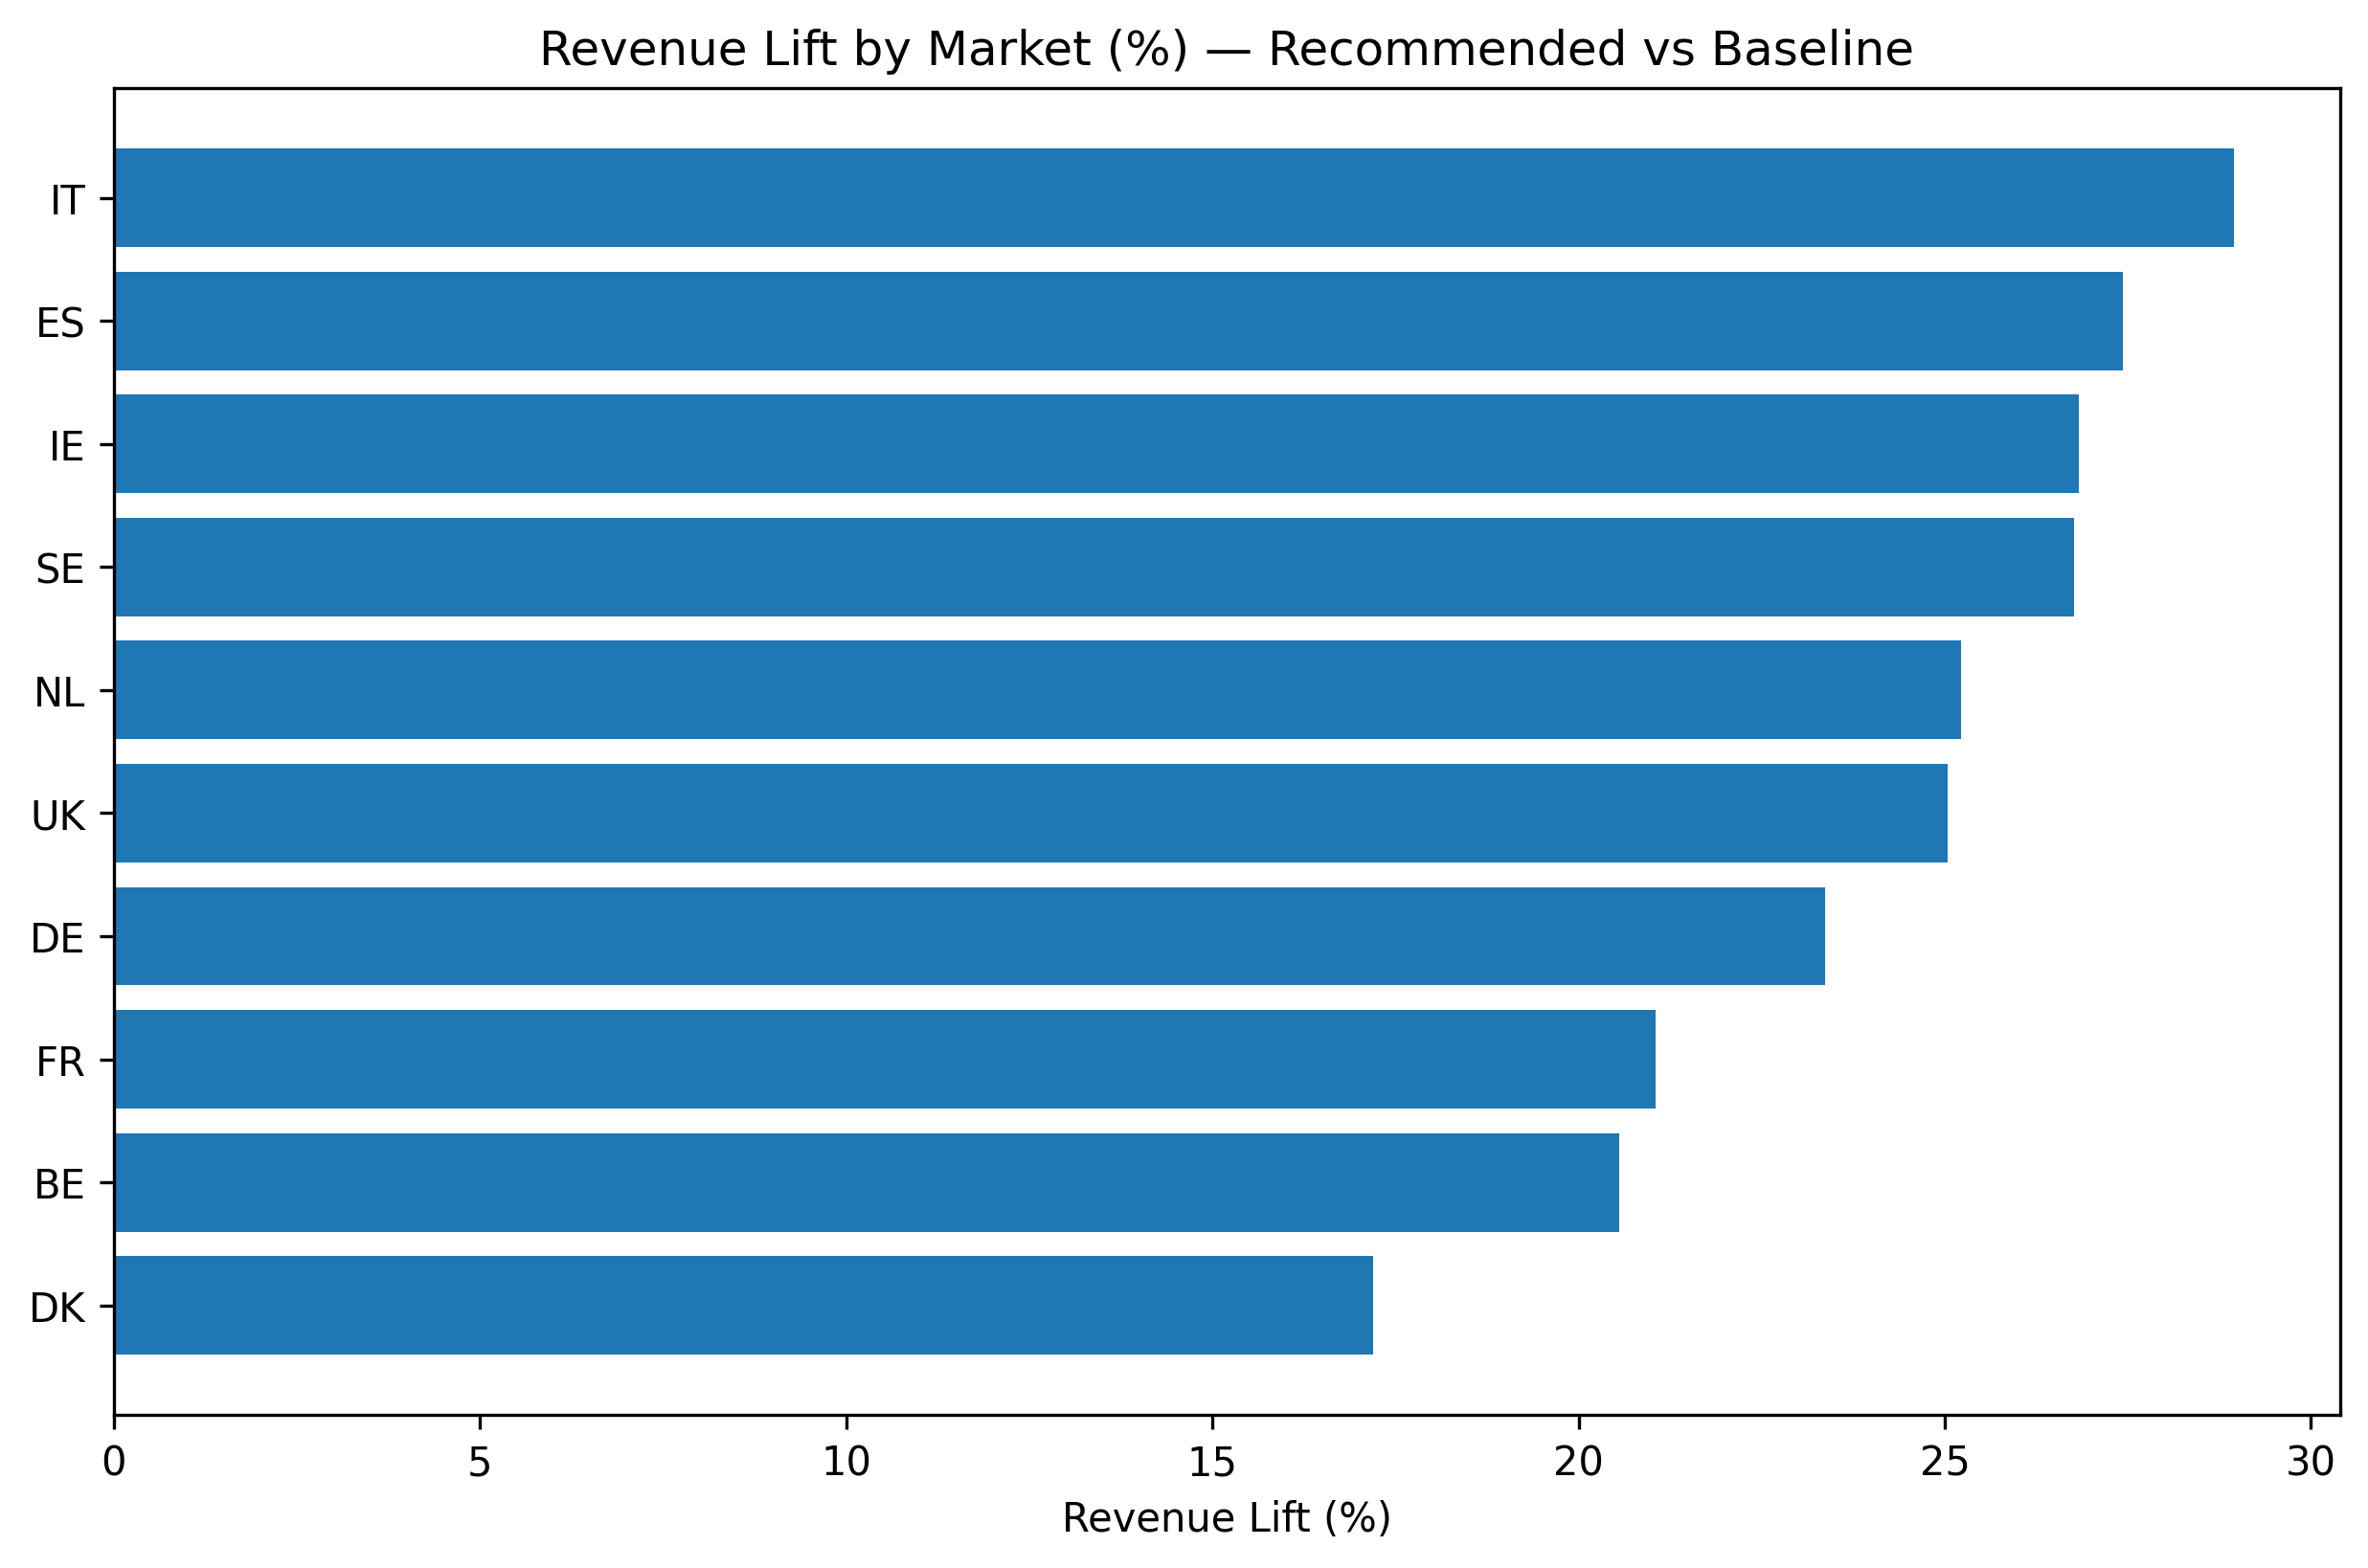 Revenue Lift by Market (%) — Recommended vs Baseline
IT
ES
IE
SE
NL
UK
DE
FR
BE
DK
0 5 10 15 20 25 30
Revenue Lift (%)